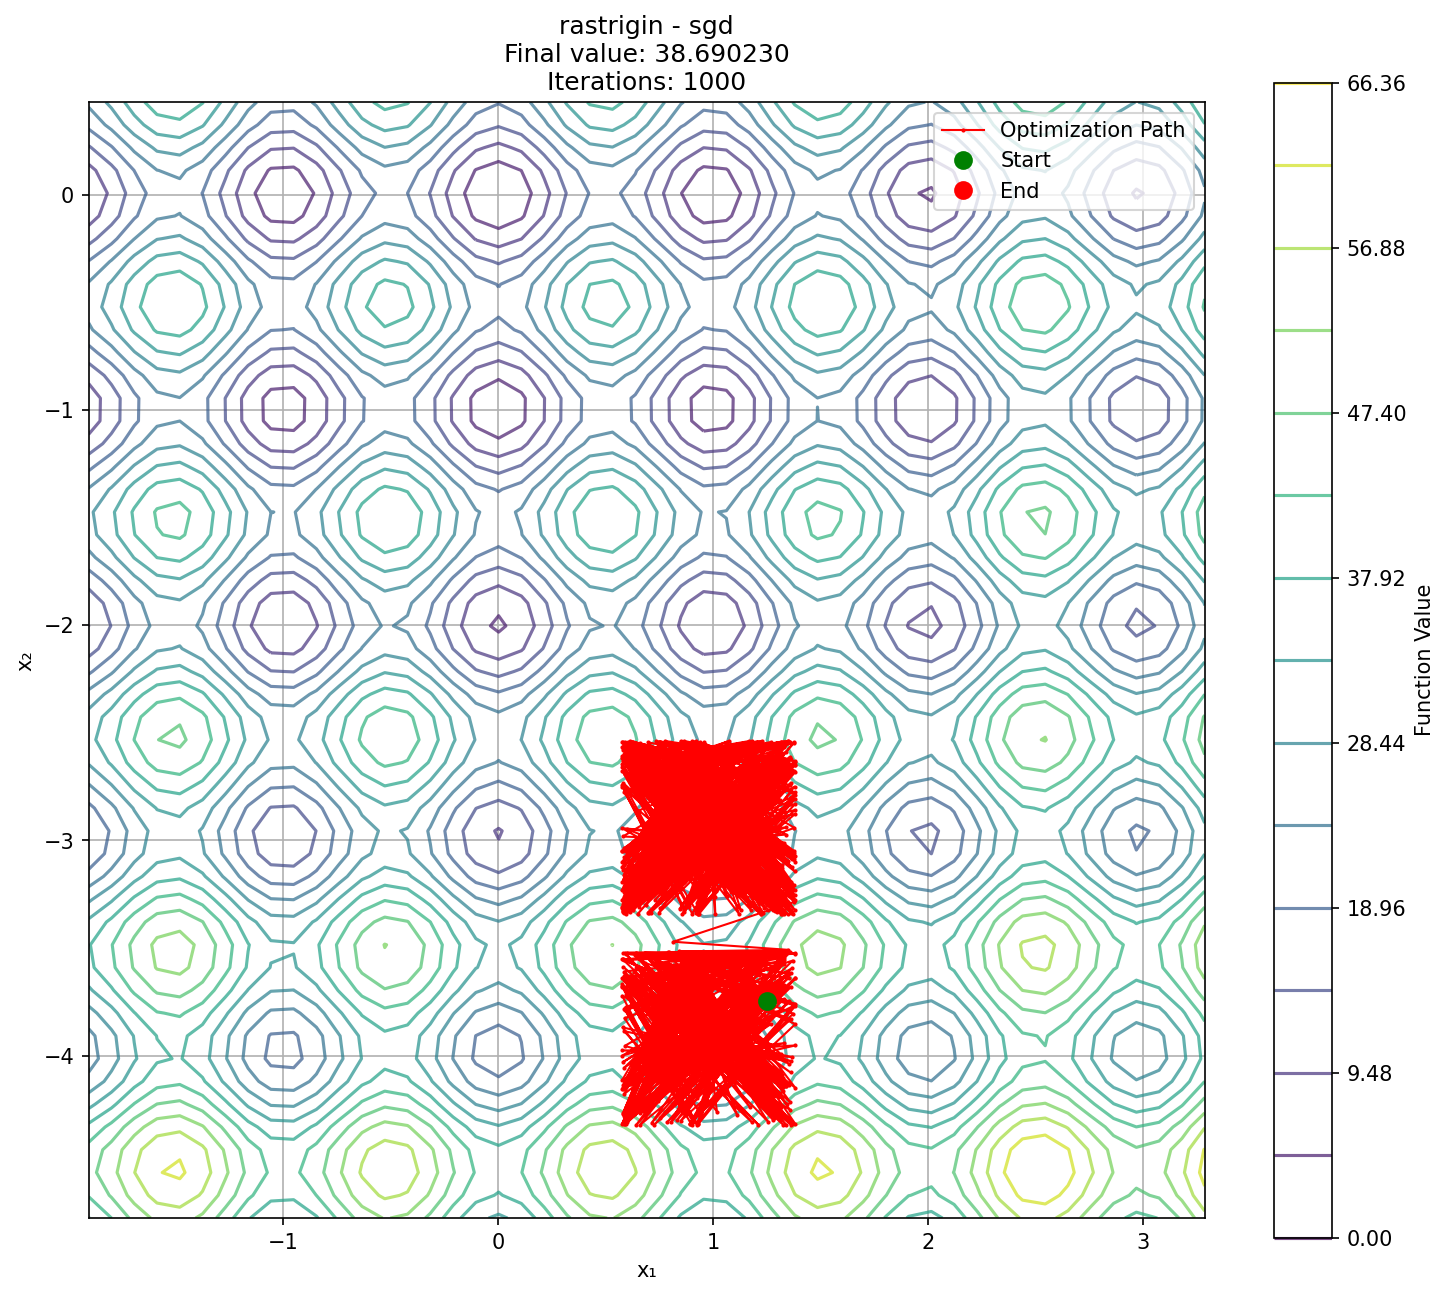 rastrigin - sgd
Final value: 38.690230
Iterations: 1000
Optimization Path
Start
End
0
−1
−2
−3
−4
x₂
−1
0
1
2
3
x₁
66.36
56.88
47.40
37.92
28.44
18.96
9.48
0.00
Function Value